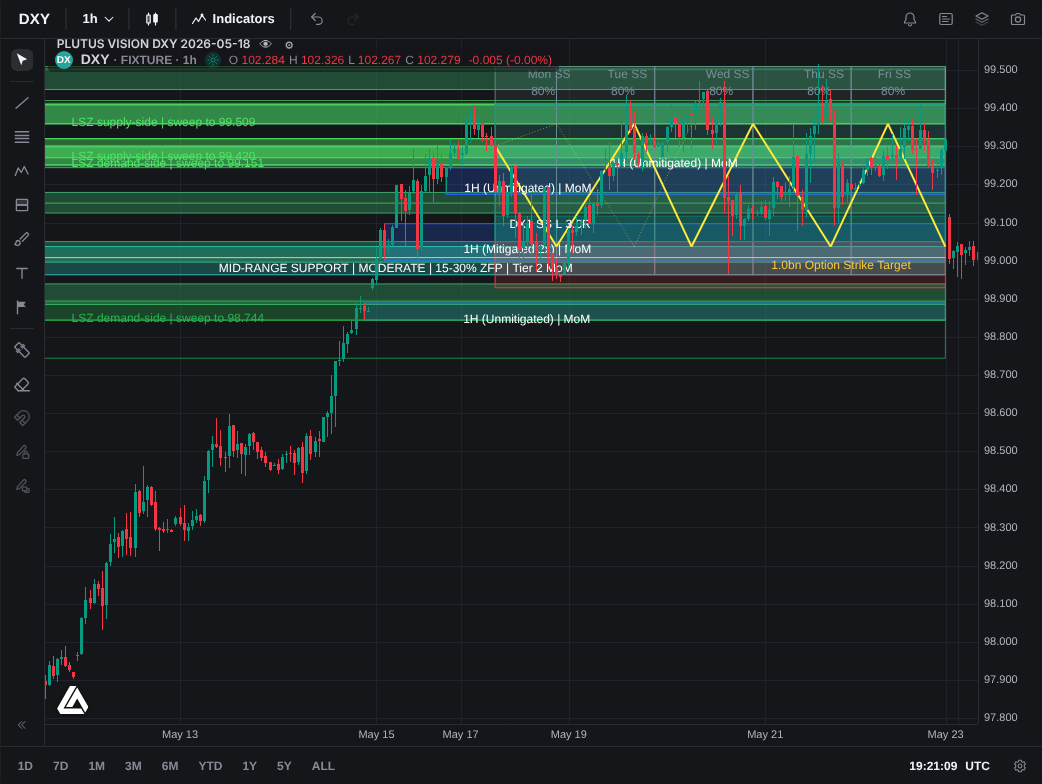 DXY 1h Indicators
PLUTUS VISION DXY 2026-05-18
DX DXY · FIXTURE · 1h O 102.284 H 102.326 L 102.267 C 102.279 -0.005 (-0.00%)
Mon SS Tue SS Wed SS Thu SS Fri SS
80% 80% 80% 80% 80%
LSZ supply-side | sweep to 99.509
LSZ supply-side | sweep to 99.420
LSZ demand-side | sweep to 99.151
1H (Unmitigated) | MoM
1H (Unmitigated) | MoM
1H (Mitigated | MoM
MID-RANGE SUPPORT | MODERATE | 15-30% ZFP | Tier 2 MoM
1.0bn Option Strike Target
LSZ demand-side | sweep to 98.744
1H (Unmitigated) | MoM
99.500
99.400
99.300
99.200
99.100
99.000
98.900
98.800
98.700
98.600
98.500
98.400
98.300
98.200
98.100
98.000
97.900
97.800
May 13 May 15 May 17 May 19 May 21 May 23
1D 7D 1M 3M 6M YTD 1Y 5Y ALL 19:21:09 UTC